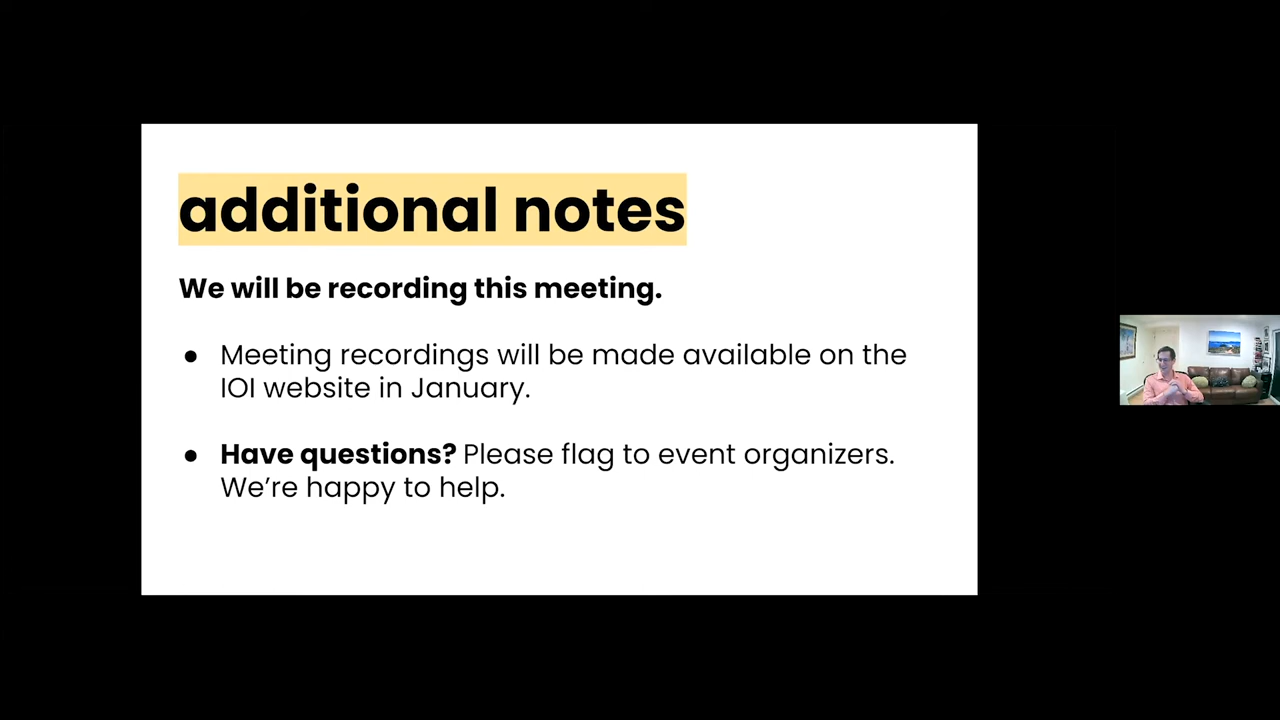 additional notes
We will be recording this meeting.
● Meeting recordings will be made available on the
IOI website in January.
● Have questions? Please flag to event organizers.
We’re happy to help.